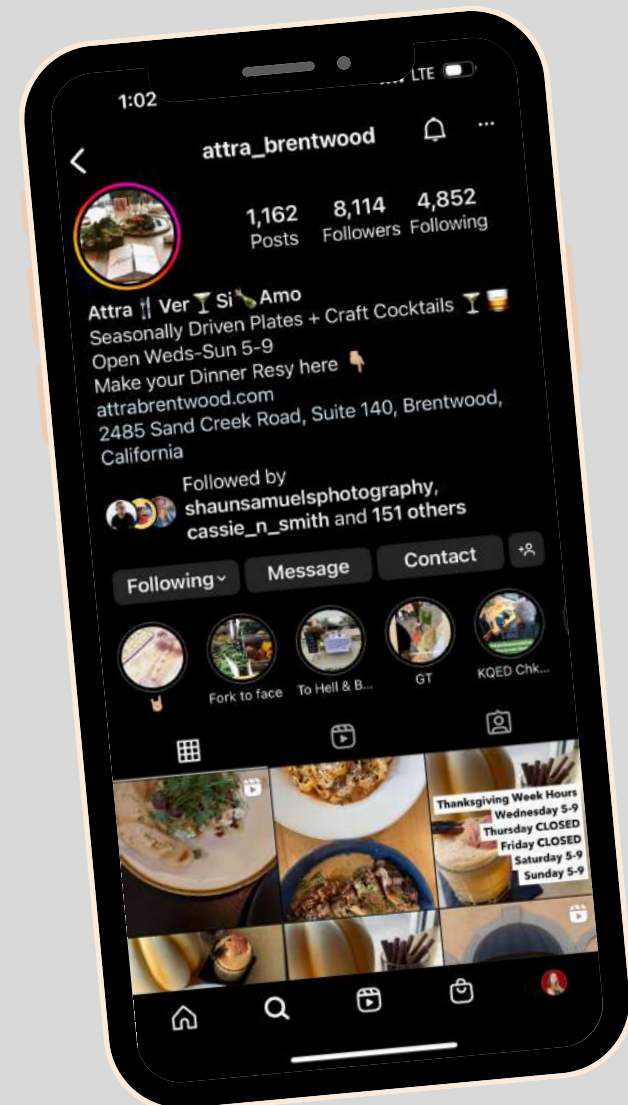 1:02
LTE
attra_brentwood
1,162 8,114 4,852
Posts Followers Following
Attra 🍴 Ver 🍸 Si 🍾 Amo
Seasonally Driven Plates + Craft Cocktails 🍸 🥃
Open Weds-Sun 5-9
Make your Dinner Resy here 👇🏼
attrabrentwood.com
2485 Sand Creek Road, Suite 140, Brentwood,
California
Followed by
shaunsamuelsphotography,
cassie_n_smith and 151 others
Following Message Contact
🤘🏼 Fork to face To Hell & B... GT KQED Chk...
Thanksgiving Week Hours
Wednesday 5-9
Thursday CLOSED
Friday CLOSED
Saturday 5-9
Sunday 5-9